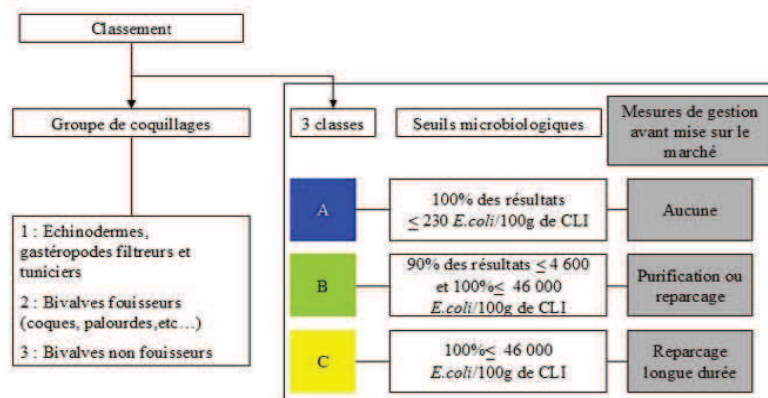 Classement
Groupe de coquillages
3 classes
Seuils microbiologiques
Mesures de gestion
avant mise sur le
marché
1 : Echinodermes,
gastéropodes filtreurs et
tuniciers
2 : Bivalves fouisseurs
(coques, palourdes,etc…)
3 : Bivalves non fouisseurs
A
100% des résultats
≤ 230 E.coli/100g de CLI
Aucune
B
90% des résultats ≤ 4 600
et 100%≤ 46 000
E.coli/100g de CLI
Purification ou
reparcage
C
100%≤ 46 000
E.coli/100g de CLI
Reparcage
longue durée